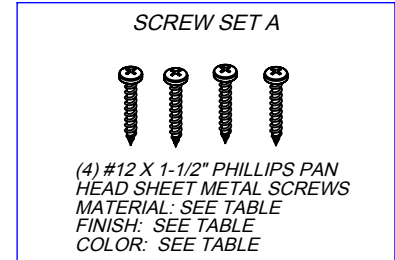 SCREW SET A
(4) #12 X 1-1/2" PHILLIPS PAN
HEAD SHEET METAL SCREWS
MATERIAL: SEE TABLE
FINISH: SEE TABLE
COLOR: SEE TABLE